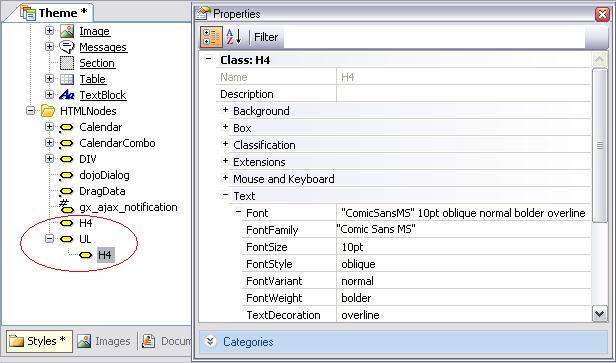 Theme *
Image
Messages
Section
Table
TextBlock
HTMLNodes
Calendar
CalendarCombo
DIV
dojoDialog
DragData
gx_ajax_notification
H4
UL
H4
Styles *
Images
Docum
Properties
Filter
Class: H4
Name H4
Description
Background
Box
Classification
Extensions
Mouse and Keyboard
Text
Font "ComicSansMS" 10pt oblique normal bolder overline
FontFamily "Comic Sans MS"
FontSize 10pt
FontStyle oblique
FontVariant normal
FontWeight bolder
TextDecoration overline
Categories